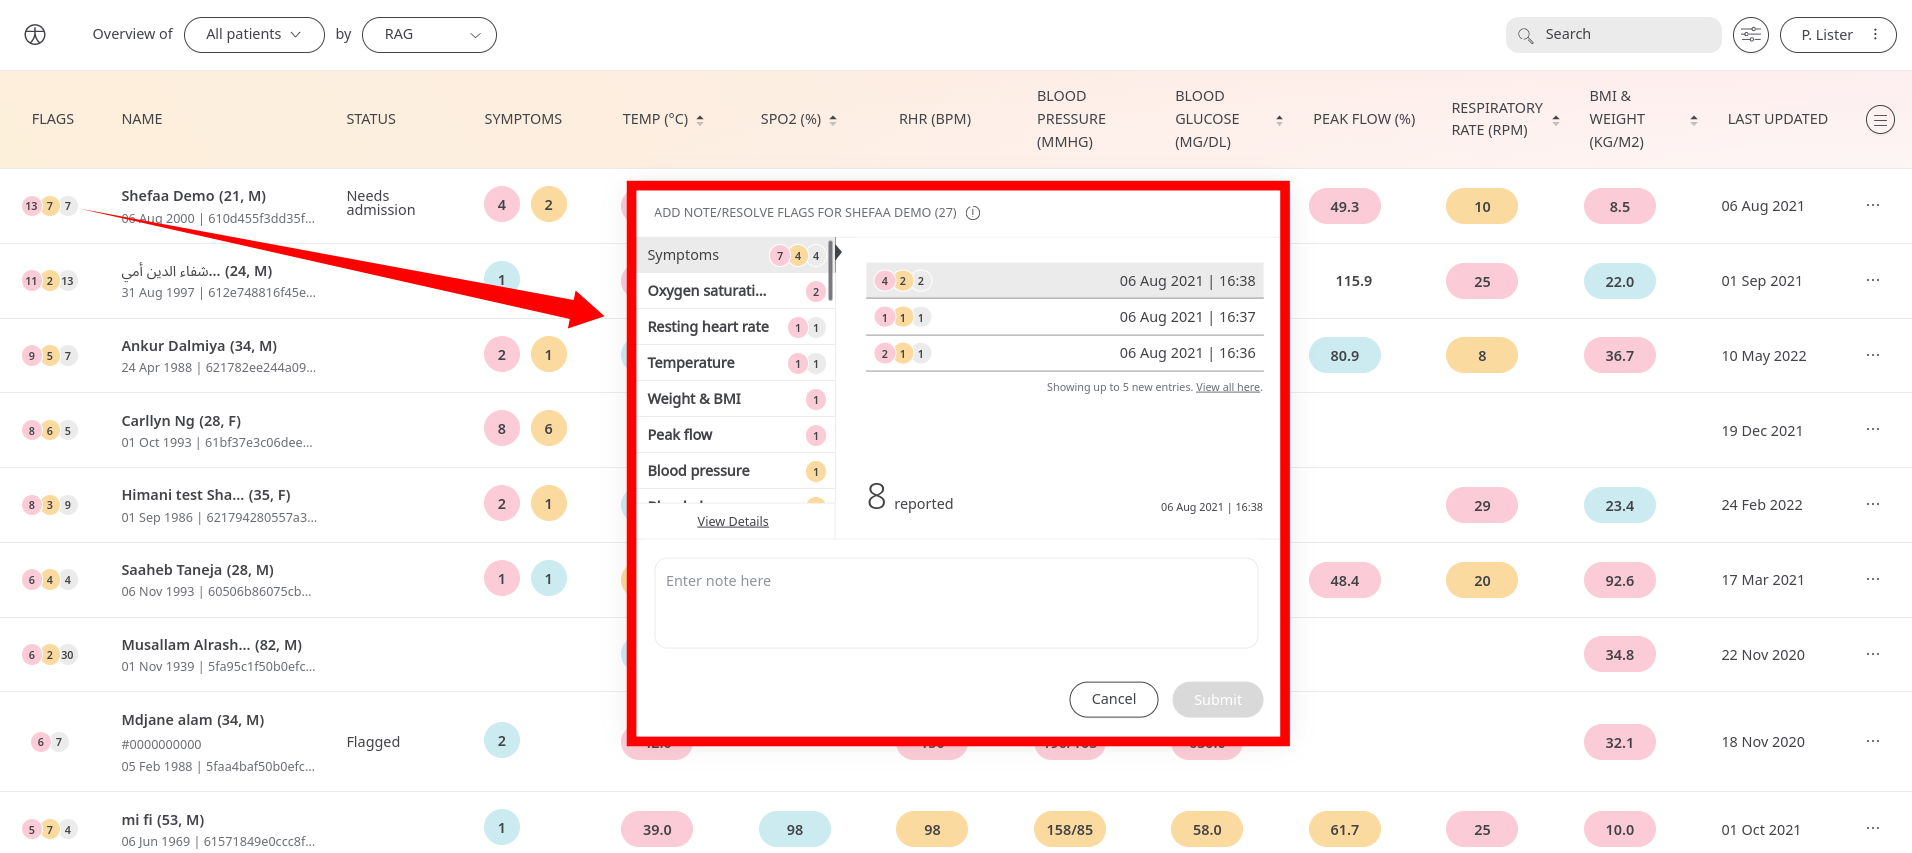 Overview of All patients by RAG Search P. Lister
FLAGS NAME STATUS SYMPTOMS TEMP (°C) SPO2 (%) RHR (BPM) BLOOD PRESSURE (MMHG) BLOOD GLUCOSE (MG/DL) PEAK FLOW (%) RESPIRATORY RATE (RPM) BMI & WEIGHT (KG/M2) LAST UPDATED
13 7 7 Shefaa Demo (21, M) Needs admission 4 2 49.3 10 8.5 06 Aug 2021 ...
06 Aug 2000 | 610d455f3dd35f...
11 2 13 شفاء الدين أمي... (24, M) 1 115.9 25 22.0 01 Sep 2021 ...
31 Aug 1997 | 612e748816f45e...
9 5 7 Ankur Dalmiya (34, M) 2 1 80.9 8 36.7 10 May 2022 ...
24 Apr 1988 | 621782ee244a09...
8 6 5 Carllyn Ng (28, F) 8 6 19 Dec 2021 ...
01 Oct 1993 | 61bf37e3c06dee...
8 3 9 Himani test Sha... (35, F) 2 1 29 23.4 24 Feb 2022 ...
01 Sep 1986 | 621794280557a3...
6 4 4 Saaheb Taneja (28, M) 1 1 48.4 20 92.6 17 Mar 2021 ...
06 Nov 1993 | 60506b86075cb...
6 2 30 Musallam Alrash... (82, M) 34.8 22 Nov 2020 ...
01 Nov 1939 | 5fa95c1f50b0efc...
6 7 Mdjane alam (34, M) Flagged 2 32.1 18 Nov 2020 ...
#0000000000
05 Feb 1988 | 5faa4baf50b0efc...
5 7 4 mi fi (53, M) 1 39.0 98 98 158/85 58.0 61.7 25 10.0 01 Oct 2021 ...
06 Jun 1969 | 61571849e0ccc8f...
ADD NOTE/RESOLVE FLAGS FOR SHEFAA DEMO (27)
Symptoms 7 4 4
Oxygen saturati... 2
Resting heart rate 1 1
Temperature 1 1
Weight & BMI 1
Peak flow 1
Blood pressure 1
View Details
4 2 2 06 Aug 2021 | 16:38
1 1 1 06 Aug 2021 | 16:37
2 1 1 06 Aug 2021 | 16:36
Showing up to 5 new entries. View all here.
8 reported 06 Aug 2021 | 16:38
Enter note here
Cancel Submit